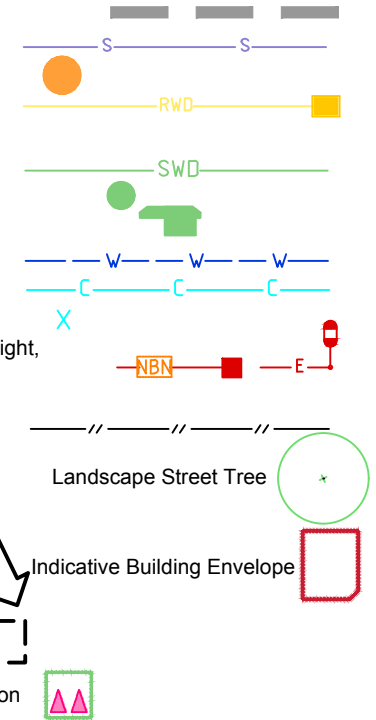 S S
RWD
SWD
W W W
C C C
X
ight,
NBN E
// // //
Landscape Street Tree
Indicative Building Envelope
on